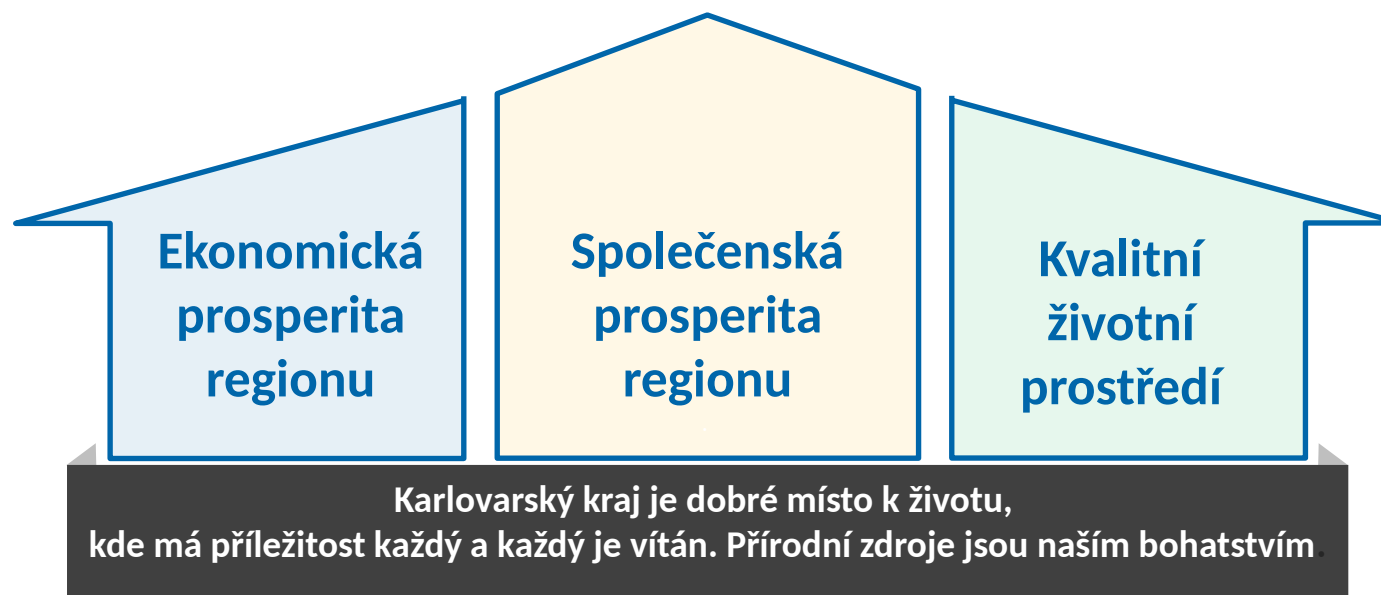 Ekonomická
prosperita
regionu
Společenská
prosperita
regionu
Kvalitní
životní
prostředí
Karlovarský kraj je dobré místo k životu,
kde má příležitost každý a každý je vítán. Přírodní zdroje jsou naším bohatstvím.